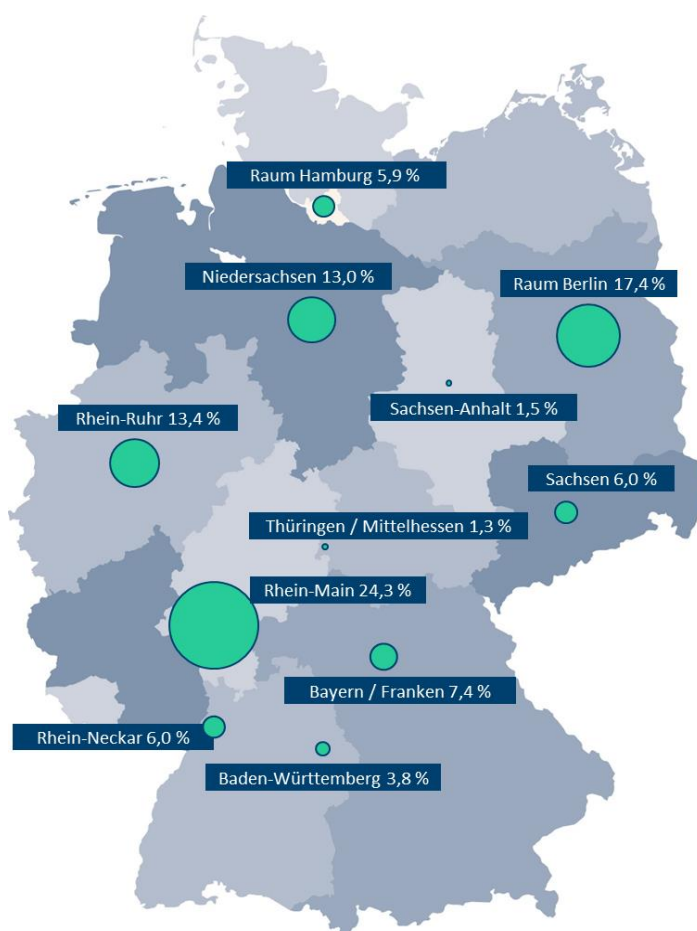 Raum Hamburg 5,9 %
Niedersachsen 13,0 %
Raum Berlin 17,4 %
Sachsen-Anhalt 1,5 %
Rhein-Ruhr 13,4 %
Sachsen 6,0 %
Thüringen / Mittelhessen 1,3 %
Rhein-Main 24,3 %
Bayern / Franken 7,4 %
Rhein-Neckar 6,0 %
Baden-Württemberg 3,8 %